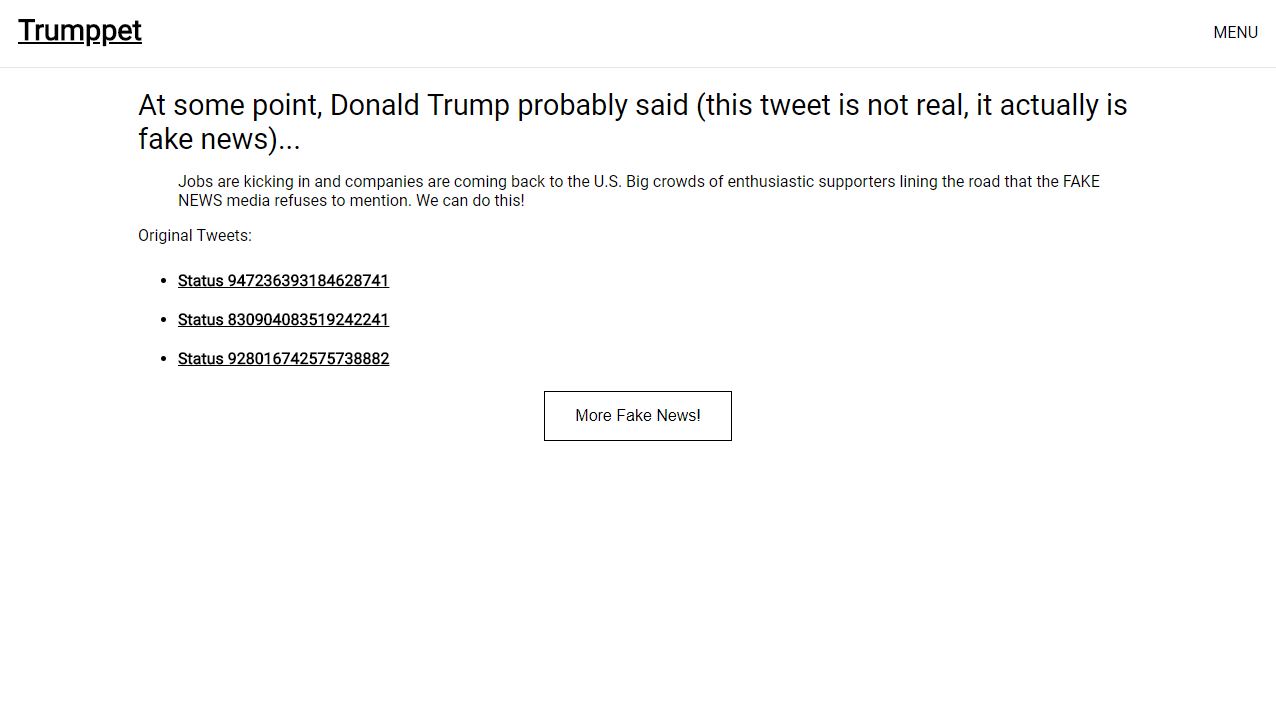 Trumppet
MENU
At some point, Donald Trump probably said (this tweet is not real, it actually is
fake news)...
Jobs are kicking in and companies are coming back to the U.S. Big crowds of enthusiastic supporters lining the road that the FAKE
NEWS media refuses to mention. We can do this!
Original Tweets:
Status 947236393184628741
Status 830904083519242241
Status 928016742575738882
More Fake News!